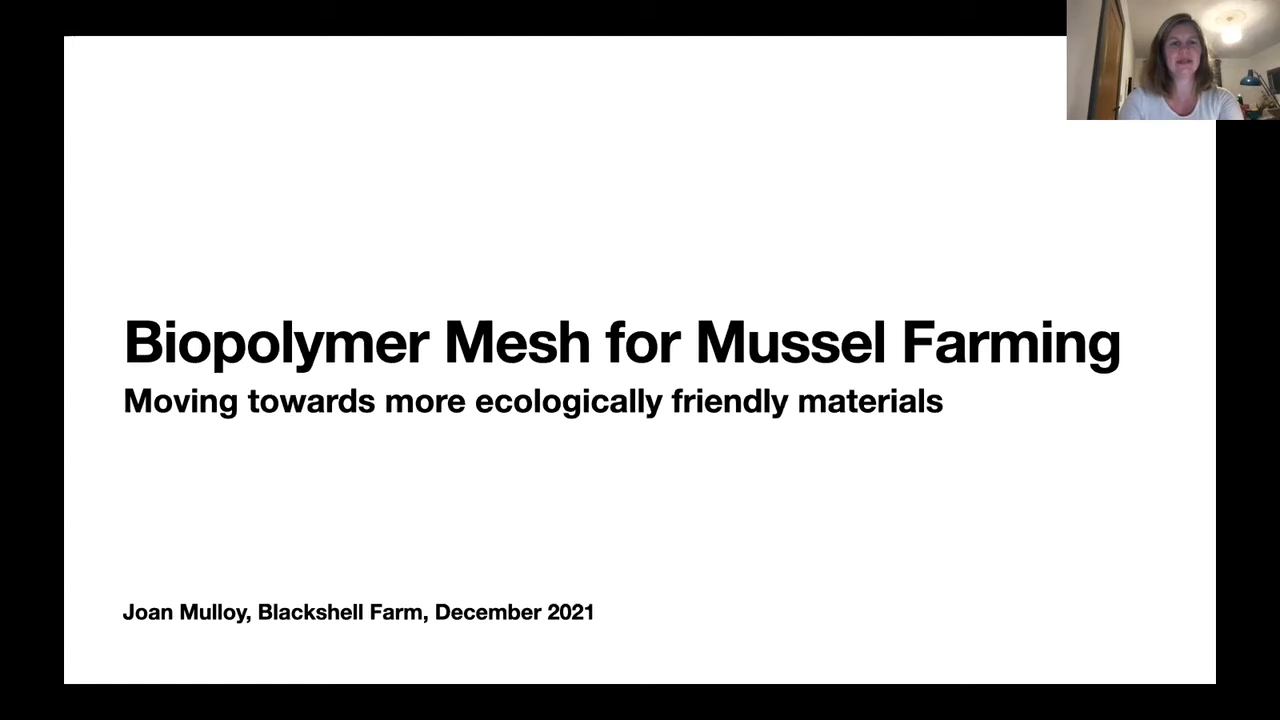 Biopolymer Mesh for Mussel Farming
Moving towards more ecologically friendly materials
Joan Mulloy, Blackshell Farm, December 2021